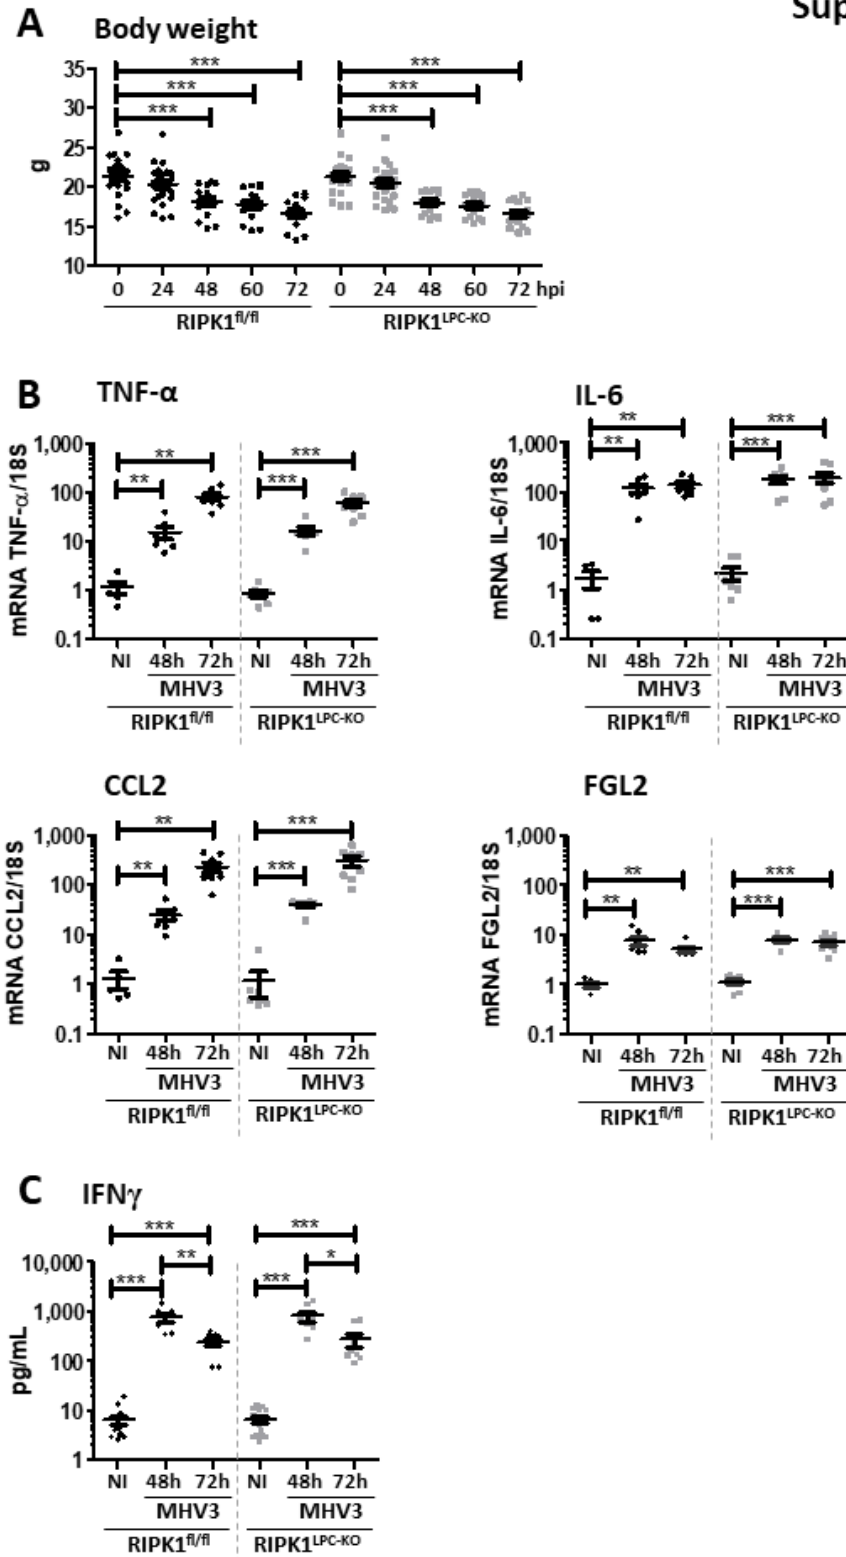 Sup
A Body weight
*** ***
*** ***
*** ***
35
30
25
20
15
10
g
0 24 48 60 72 0 24 48 60 72 hpi
RIPK1fl/fl RIPK1LPC-KO
B TNF-α
** ***
** ***
1,000
100
10
1
0.1
mRNA TNF-α/18S
NI 48h 72h NI 48h 72h
MHV3 MHV3
RIPK1fl/fl RIPK1LPC-KO
IL-6
** ***
** ***
1,000
100
10
1
0.1
mRNA IL-6/18S
NI 48h 72h NI 48h 72h
MHV3 MHV3
RIPK1fl/fl RIPK1LPC-KO
CCL2
** ***
** ***
1,000
100
10
1
0.1
mRNA CCL2/18S
NI 48h 72h NI 48h 72h
MHV3 MHV3
RIPK1fl/fl RIPK1LPC-KO
FGL2
** ***
** ***
1,000
100
10
1
0.1
mRNA FGL2/18S
NI 48h 72h NI 48h 72h
MHV3 MHV3
RIPK1fl/fl RIPK1LPC-KO
C IFNγ
*** ***
** *
*** ***
10,000
1,000
100
10
1
pg/mL
NI 48h 72h NI 48h 72h
MHV3 MHV3
RIPK1fl/fl RIPK1LPC-KO